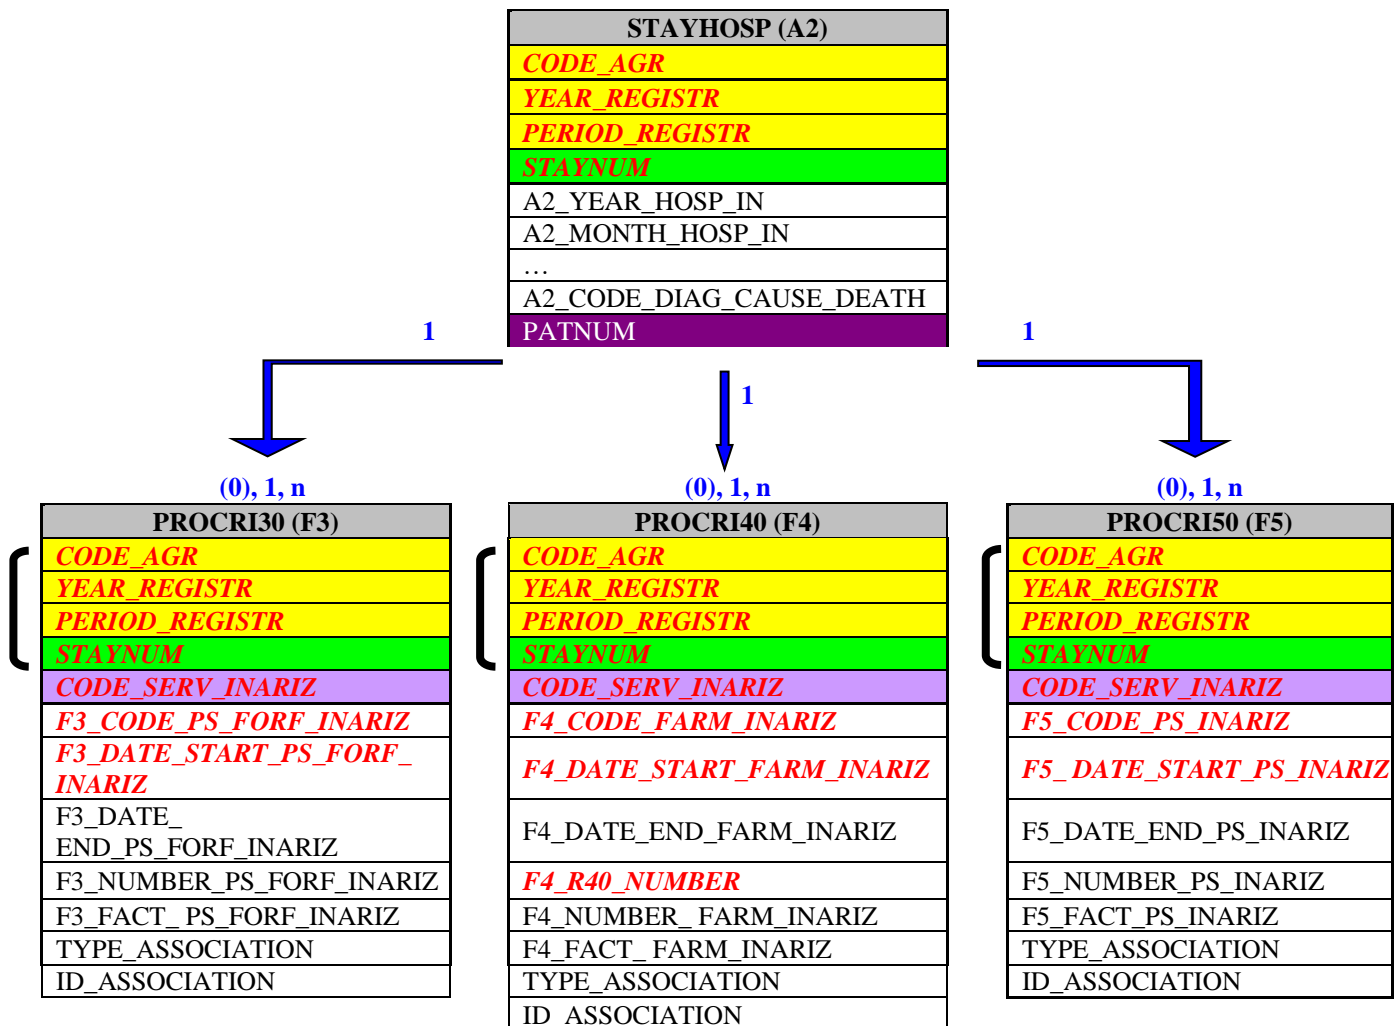 STAYHOSP (A2)
CODE_AGR
YEAR_REGISTR
PERIOD_REGISTR
STAYNUM
A2_YEAR_HOSP_IN
A2_MONTH_HOSP_IN
…
A2_CODE_DIAG_CAUSE_DEATH
PATNUM
1
1
1
(0), 1, n
PROCRI30 (F3)
CODE_AGR
YEAR_REGISTR
PERIOD_REGISTR
STAYNUM
CODE_SERV_INARIZ
F3_CODE_PS_FORF_INARIZ
F3_DATE_START_PS_FORF_
INARIZ
F3_DATE_
END_PS_FORF_INARIZ
F3_NUMBER_PS_FORF_INARIZ
F3_FACT_ PS_FORF_INARIZ
TYPE_ASSOCIATION
ID_ASSOCIATION
(0), 1, n
PROCRI40 (F4)
CODE_AGR
YEAR_REGISTR
PERIOD_REGISTR
STAYNUM
CODE_SERV_INARIZ
F4_CODE_FARM_INARIZ
F4_DATE_START_FARM_INARIZ
F4_DATE_END_FARM_INARIZ
F4_R40_NUMBER
F4_NUMBER_ FARM_INARIZ
F4_FACT_ FARM_INARIZ
TYPE_ASSOCIATION
ID_ASSOCIATION
(0), 1, n
PROCRI50 (F5)
CODE_AGR
YEAR_REGISTR
PERIOD_REGISTR
STAYNUM
CODE_SERV_INARIZ
F5_CODE_PS_INARIZ
F5_ DATE_START_PS_INARIZ
F5_DATE_END_PS_INARIZ
F5_NUMBER_PS_INARIZ
F5_FACT_PS_INARIZ
TYPE_ASSOCIATION
ID_ASSOCIATION